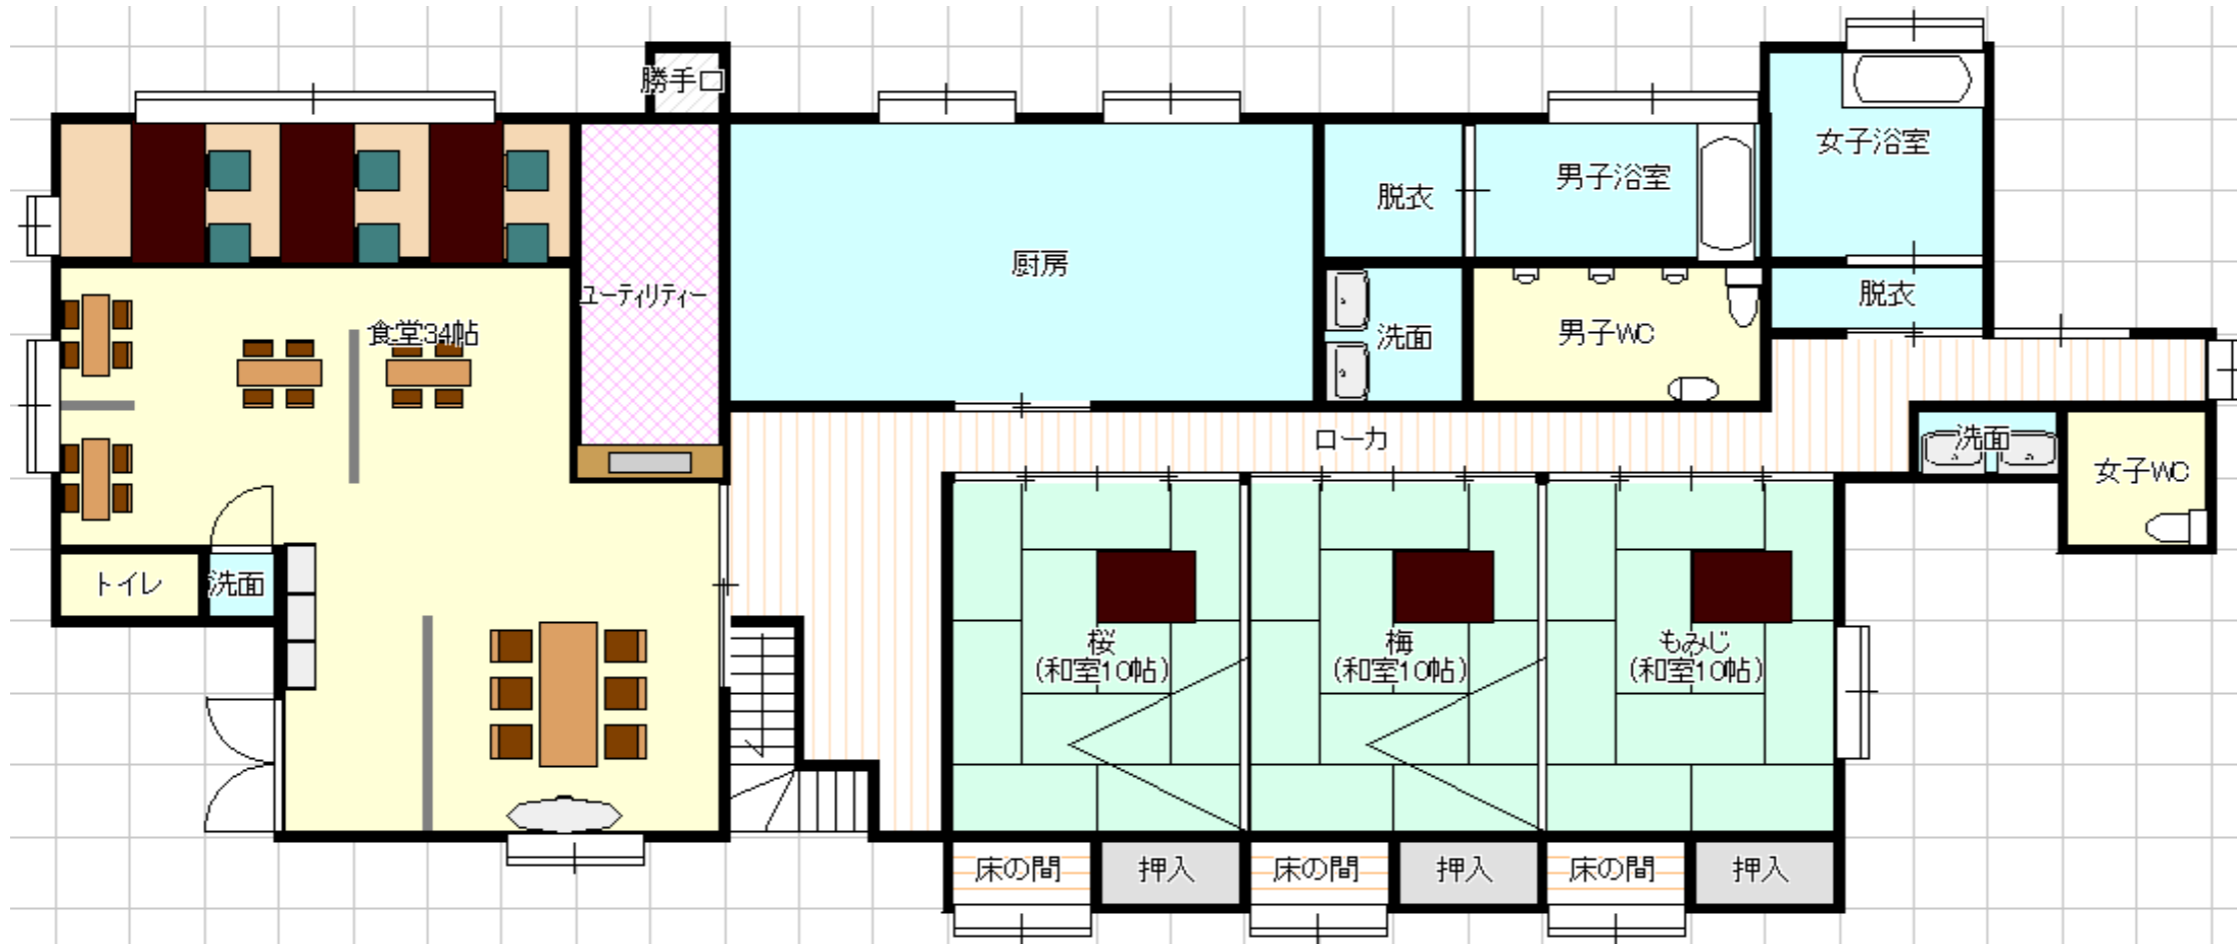 勝手口
女子浴室
男子浴室
脱衣
厨房
ユーティリティー
脱衣
食堂34帖
洗面
男子WC
ローカ
洗面
女子WC
トイレ
洗面
桜
(和室10帖)
梅
(和室10帖)
もみじ
(和室10帖)
床の間
押入
床の間
押入
床の間
押入